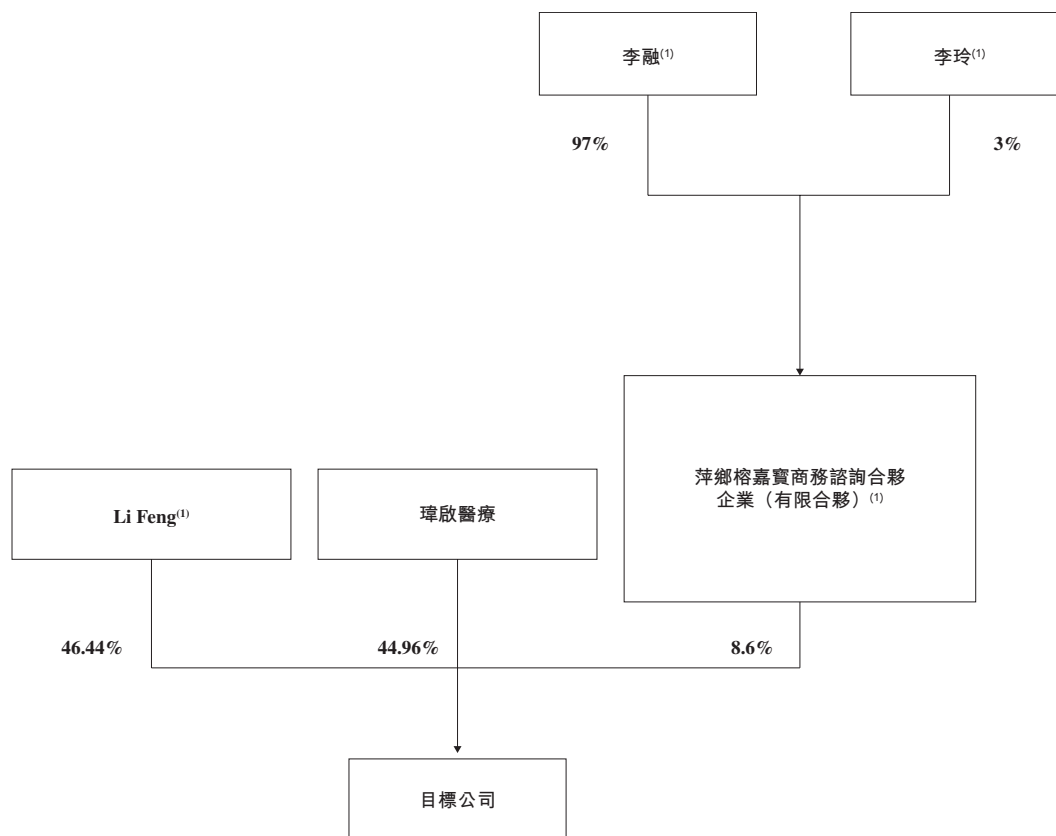 李融(1)
李玲(1)
97%
3%
萍鄉榕嘉寶商務諮詢合夥
企業（有限合夥）(1)
Li Feng(1)
瑋啟醫療
46.44%
44.96%
8.6%
目標公司